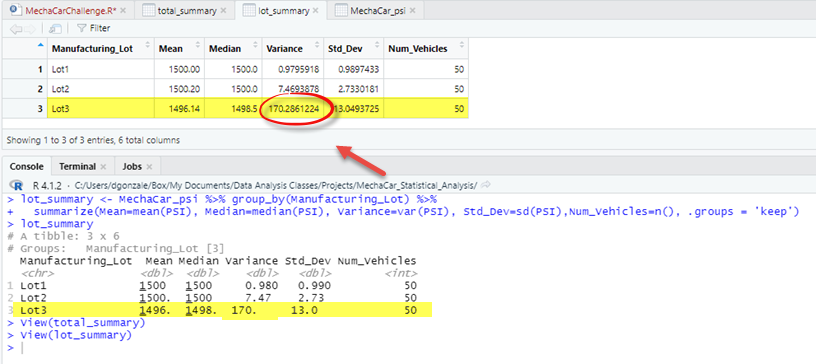 MechaCarChallenge.R* × total_summary × lot_summary × MechaCar_psi ×
Filter
Manufacturing_Lot Mean Median Variance Std_Dev Num_Vehicles
1 Lot1 1500.00 1500.0 0.9795918 0.9897433 50
2 Lot2 1500.20 1500.0 7.4693878 2.7330181 50
3 Lot3 1496.14 1498.5 170.2861224 13.0493725 50
Showing 1 to 3 of 3 entries, 6 total columns
Console Terminal × Jobs ×
R 4.1.2 · C:/Users/dgonzale/Box/My Documents/Data Analysis Classes/Projects/MechaCar_Statistical_Analysis/
> lot_summary <- MechaCar_psi %>% group_by(Manufacturing_Lot) %>%
+ summarize(Mean=mean(PSI), Median=median(PSI), Variance=var(PSI), Std_Dev=sd(PSI),Num_Vehicles=n(), .groups = 'keep')
> lot_summary
# A tibble: 3 x 6
# Groups: Manufacturing_Lot [3]
Manufacturing_Lot Mean Median Variance Std_Dev Num_Vehicles
<chr> <dbl> <dbl> <dbl> <dbl> <int>
1 Lot1 1500 1500 0.980 0.990 50
2 Lot2 1500. 1500 7.47 2.73 50
3 Lot3 1496. 1498. 170. 13.0 50
> View(total_summary)
> View(lot_summary)
>